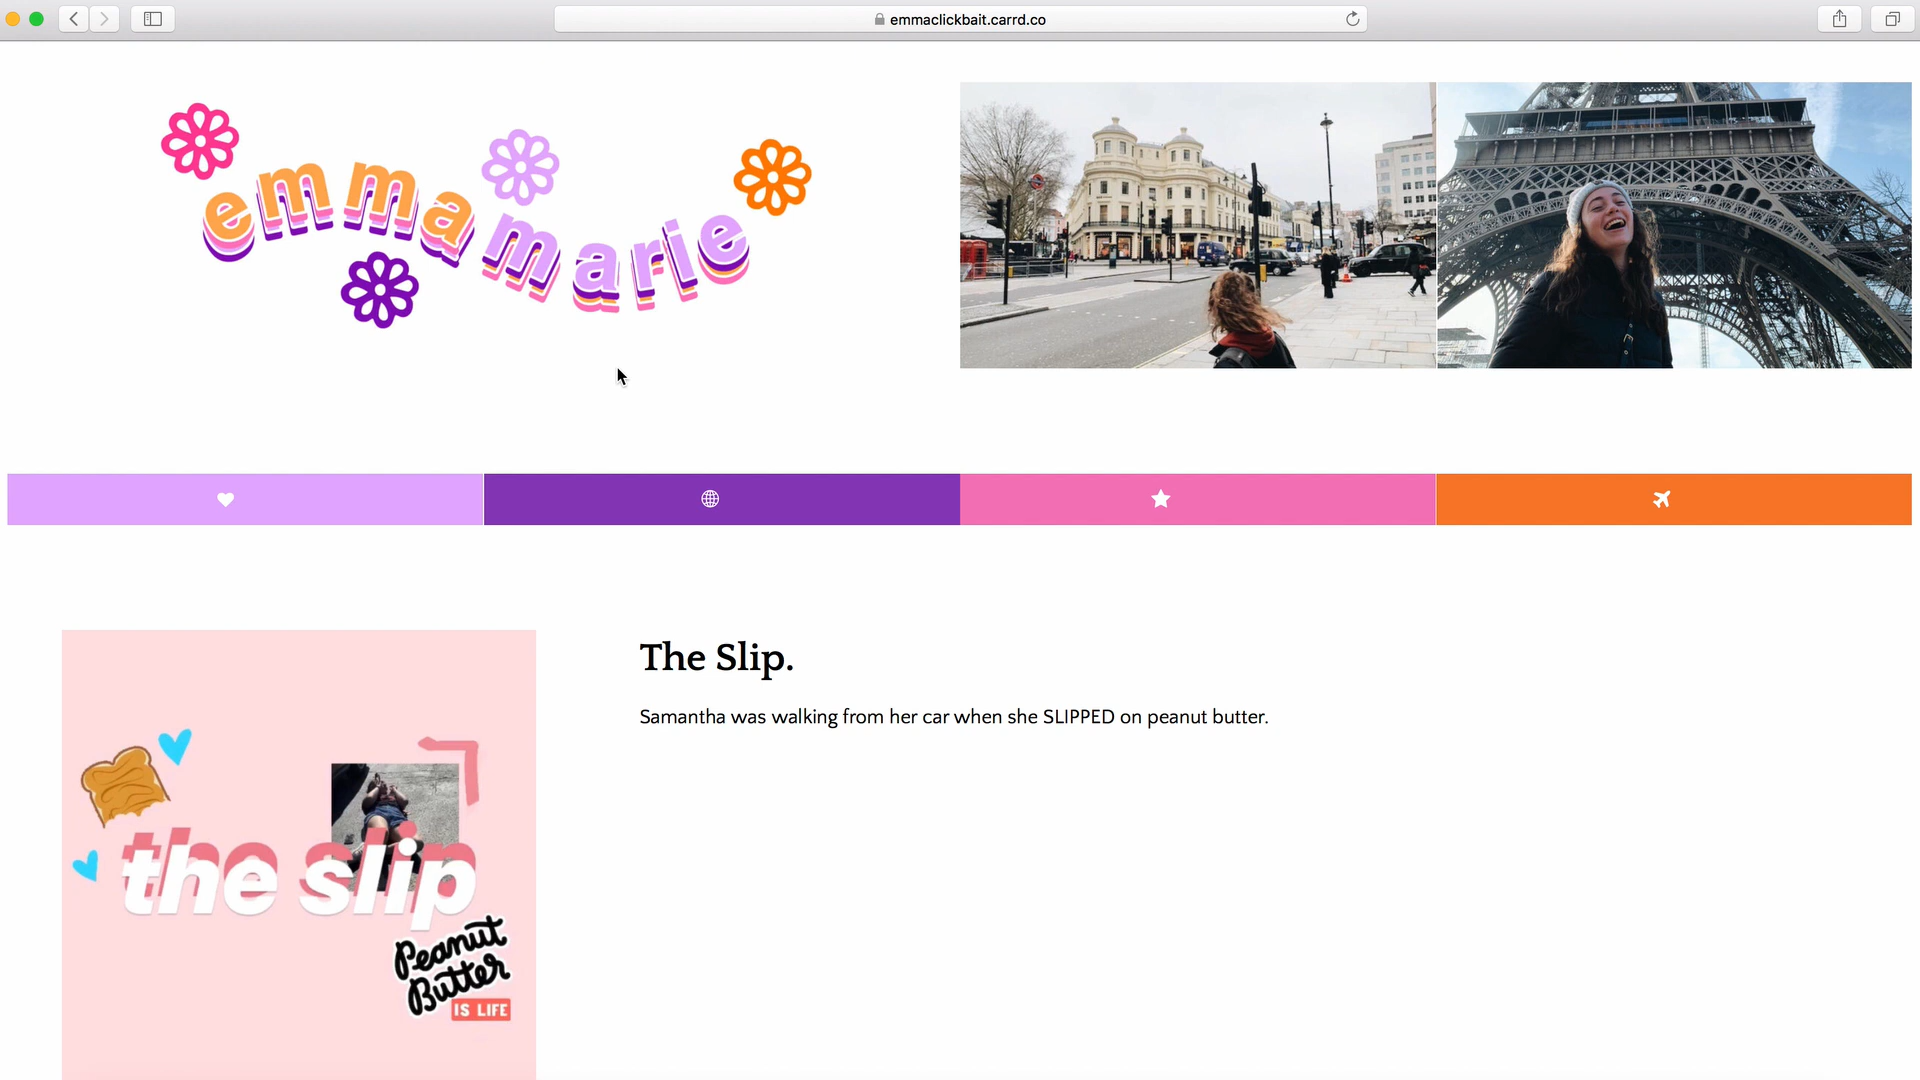 emmaclickbait.carrd.co
emma marie
The Slip.
Samantha was walking from her car when she SLIPPED on peanut butter.
the slip
Peanut
Butter
IS LIFE